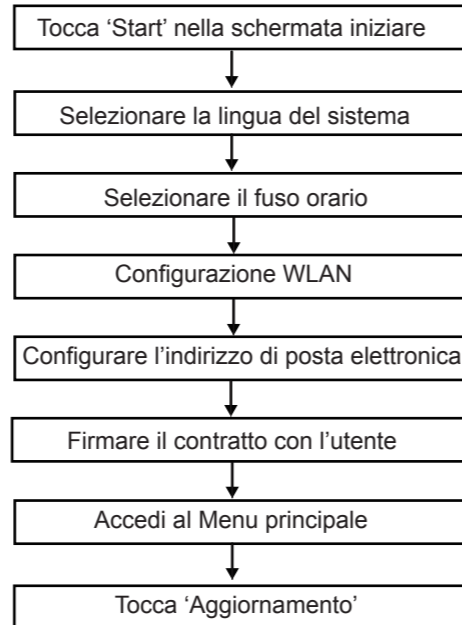 Tocca ‘Start’ nella schermata iniziare
Selezionare la lingua del sistema
Selezionare il fuso orario
Configurazione WLAN
Configurare l’indirizzo di posta elettronica
Firmare il contratto con l’utente
Accedi al Menu principale
Tocca ‘Aggiornamento’